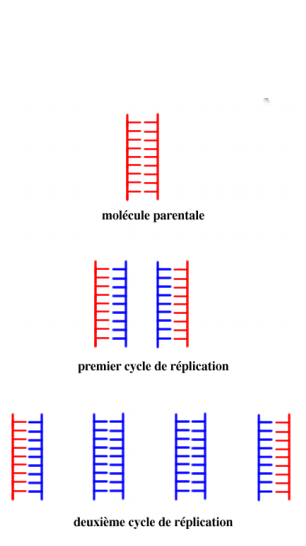 molécule parentale
premier cycle de réplication
deuxième cycle de réplication